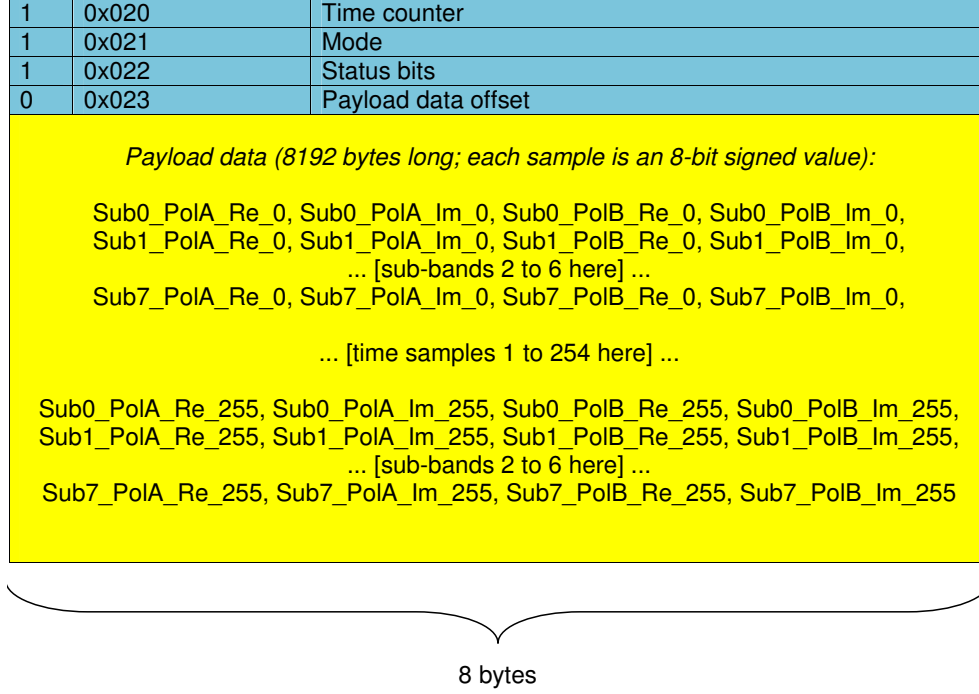 1 0x020 Time counter
1 0x021 Mode
1 0x022 Status bits
0 0x023 Payload data offset
Payload data (8192 bytes long; each sample is an 8-bit signed value):
Sub0_PolA_Re_0, Sub0_PolA_Im_0, Sub0_PolB_Re_0, Sub0_PolB_Im_0,
Sub1_PolA_Re_0, Sub1_PolA_Im_0, Sub1_PolB_Re_0, Sub1_PolB_Im_0,
... [sub-bands 2 to 6 here] ...
Sub7_PolA_Re_0, Sub7_PolA_Im_0, Sub7_PolB_Re_0, Sub7_PolB_Im_0,
... [time samples 1 to 254 here] ...
Sub0_PolA_Re_255, Sub0_PolA_Im_255, Sub0_PolB_Re_255, Sub0_PolB_Im_255,
Sub1_PolA_Re_255, Sub1_PolA_Im_255, Sub1_PolB_Re_255, Sub1_PolB_Im_255,
... [sub-bands 2 to 6 here] ...
Sub7_PolA_Re_255, Sub7_PolA_Im_255, Sub7_PolB_Re_255, Sub7_PolB_Im_255
8 bytes